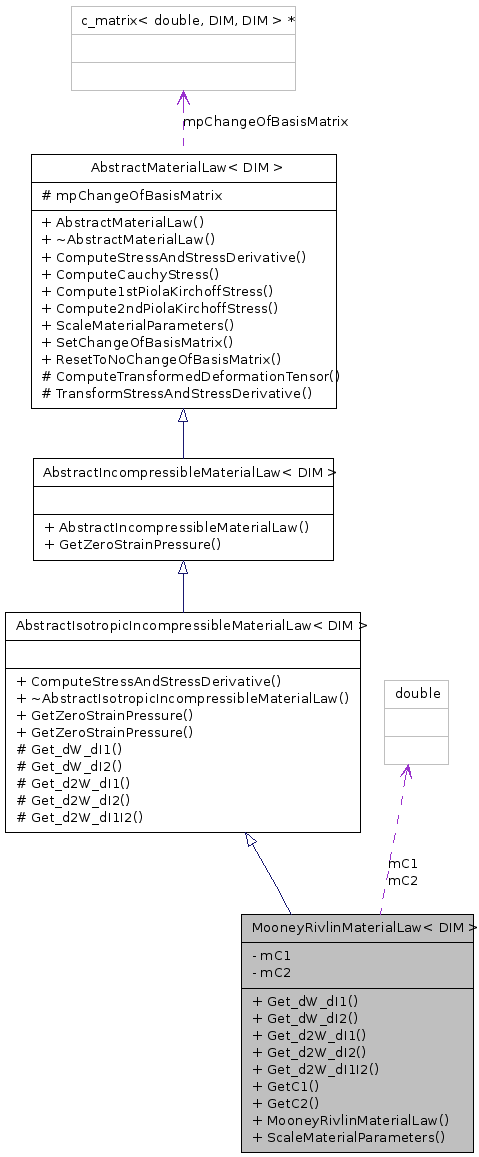 c_matrix< double, DIM, DIM > *
mpChangeOfBasisMatrix
AbstractMaterialLaw< DIM >
# mpChangeOfBasisMatrix
+ AbstractMaterialLaw()
+ ~AbstractMaterialLaw()
+ ComputeStressAndStressDerivative()
+ ComputeCauchyStress()
+ Compute1stPiolaKirchoffStress()
+ Compute2ndPiolaKirchoffStress()
+ ScaleMaterialParameters()
+ SetChangeOfBasisMatrix()
+ ResetToNoChangeOfBasisMatrix()
# ComputeTransformedDeformationTensor()
# TransformStressAndStressDerivative()
AbstractIncompressibleMaterialLaw< DIM >
+ AbstractIncompressibleMaterialLaw()
+ GetZeroStrainPressure()
AbstractIsotropicIncompressibleMaterialLaw< DIM >
+ ComputeStressAndStressDerivative()
+ ~AbstractIsotropicIncompressibleMaterialLaw()
+ GetZeroStrainPressure()
+ GetZeroStrainPressure()
# Get_dW_dI1()
# Get_dW_dI2()
# Get_d2W_dI1()
# Get_d2W_dI2()
# Get_d2W_dI1I2()
double
mC1
mC2
MooneyRivlinMaterialLaw< DIM >
- mC1
- mC2
+ Get_dW_dI1()
+ Get_dW_dI2()
+ Get_d2W_dI1()
+ Get_d2W_dI2()
+ Get_d2W_dI1I2()
+ GetC1()
+ GetC2()
+ MooneyRivlinMaterialLaw()
+ ScaleMaterialParameters()